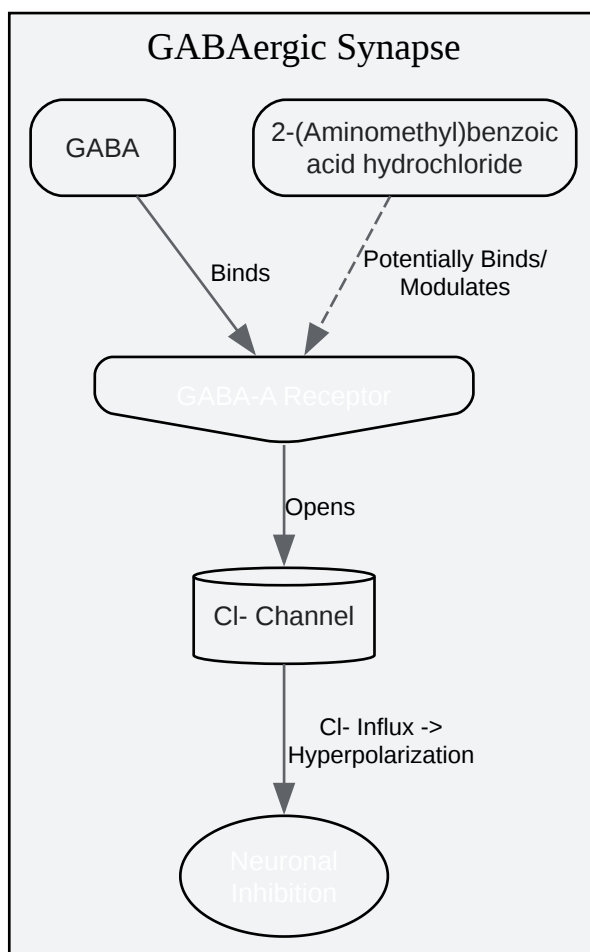 GABAergic Synapse
GABA
2-(Aminomethyl)benzoic
acid hydrochloride
Binds
Potentially Binds/
Modulates
GABA-A Receptor
Opens
Cl- Channel
Cl- Influx ->
Hyperpolarization
Neuronal
Inhibition